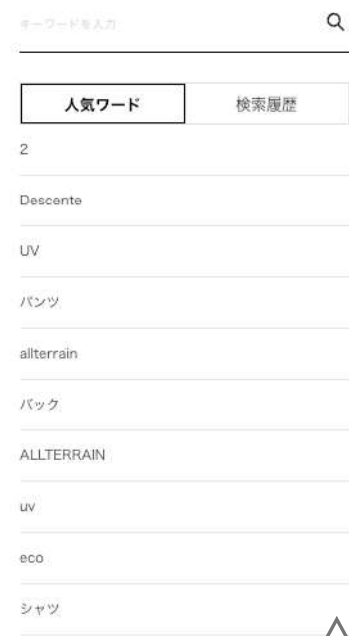 キーワードを入力
人気ワード
検索履歴
2
Descente
UV
パンツ
allterrain
バック
ALLTERRAIN
uv
eco
シャツ